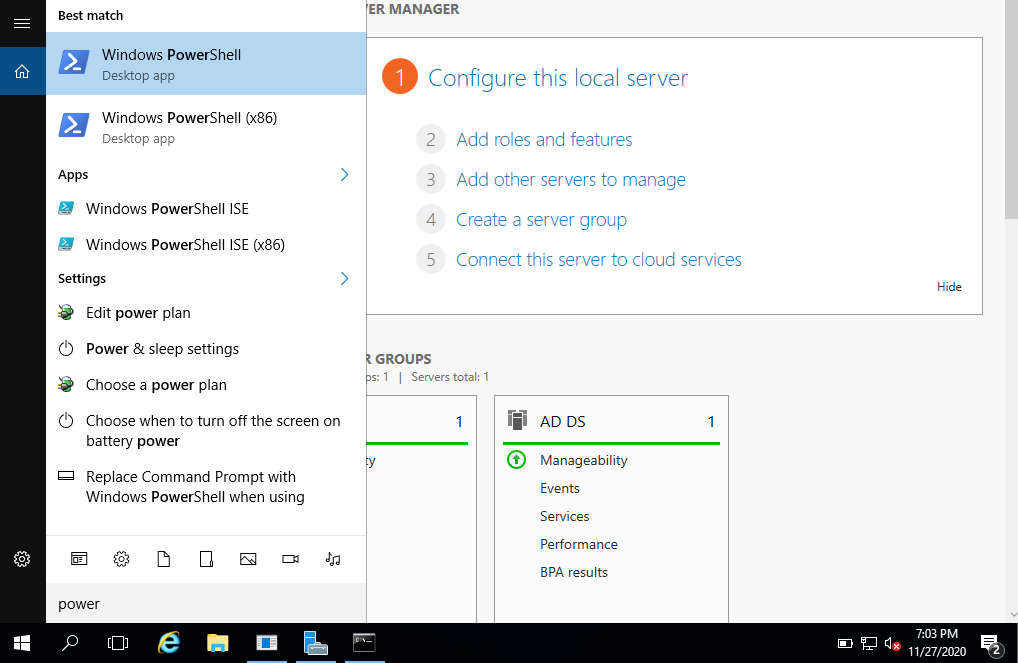 Best match
Windows PowerShell
Desktop app
Windows PowerShell (x86)
Desktop app
Apps
Windows PowerShell ISE
Windows PowerShell ISE (x86)
Settings
Edit power plan
Power & sleep settings
Choose a power plan
Choose when to turn off the screen on
battery power
Replace Command Prompt with
Windows PowerShell when using
power
ER MANAGER
1 Configure this local server
2 Add roles and features
3 Add other servers to manage
4 Create a server group
5 Connect this server to cloud services
Hide
R GROUPS
ps: 1 | Servers total: 1
1
ty
AD DS 1
Manageability
Events
Services
Performance
BPA results
7:03 PM
11/27/2020
2